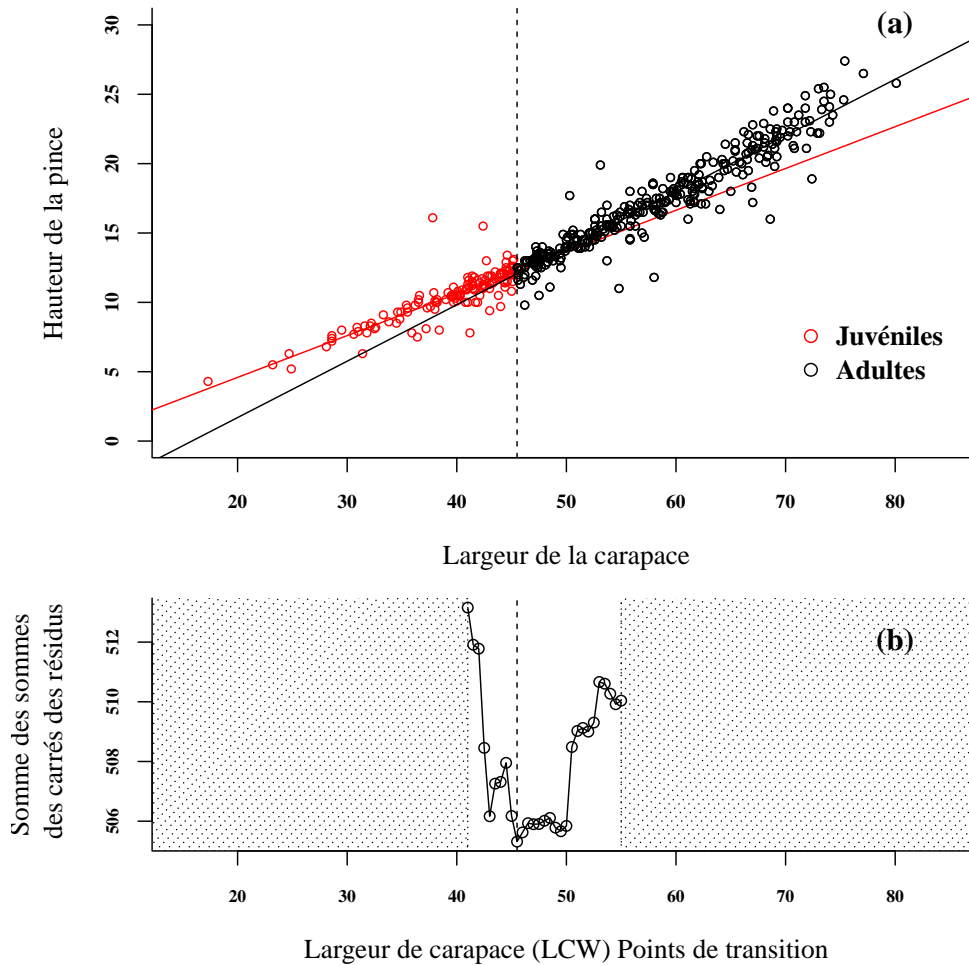 (a)
Hauteur de la pince
30
25
20
15
10
5
0
Juvéniles
Adultes
20 30 40 50 60 70 80
Largeur de la carapace
(b)
Somme des sommes
des carrés des résidus
512
510
508
506
20 30 40 50 60 70 80
Largeur de carapace (LCW) Points de transition